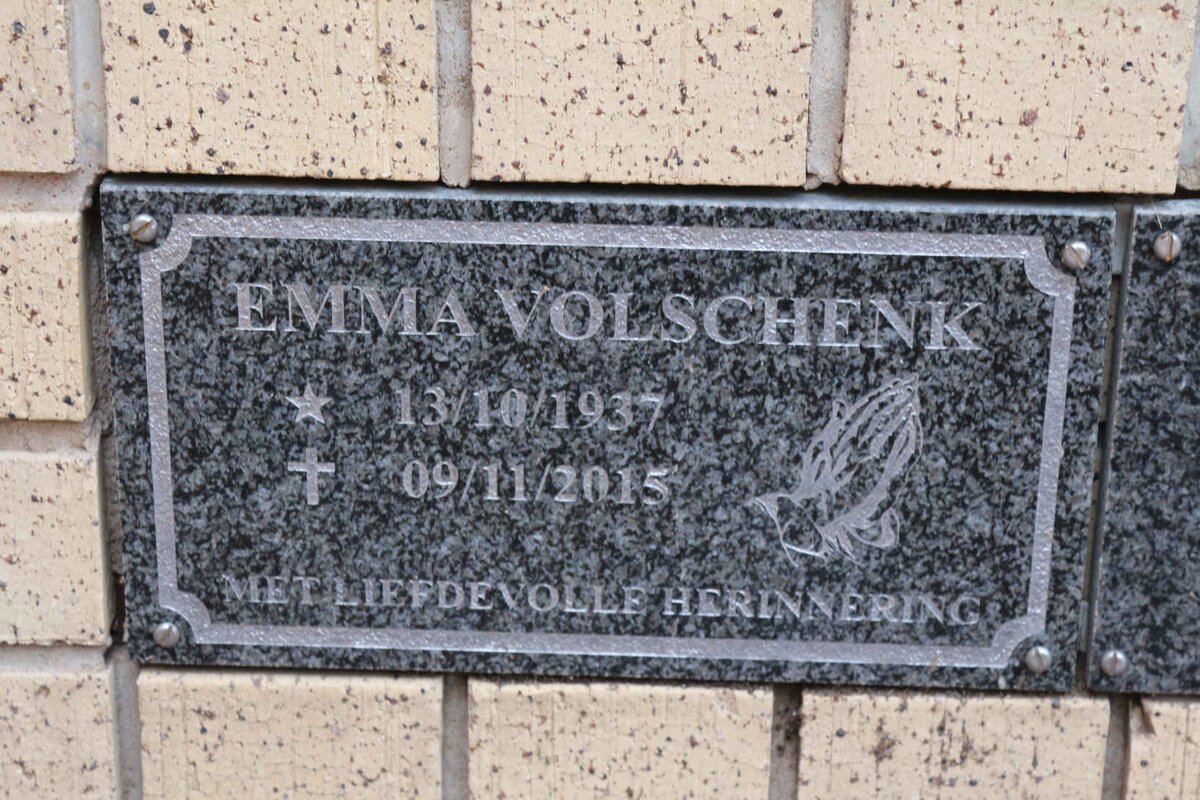 EMMA VOLSCHENK
13/10/1937
09/11/2015
MET LIEFDEVOLLE HERINNERING